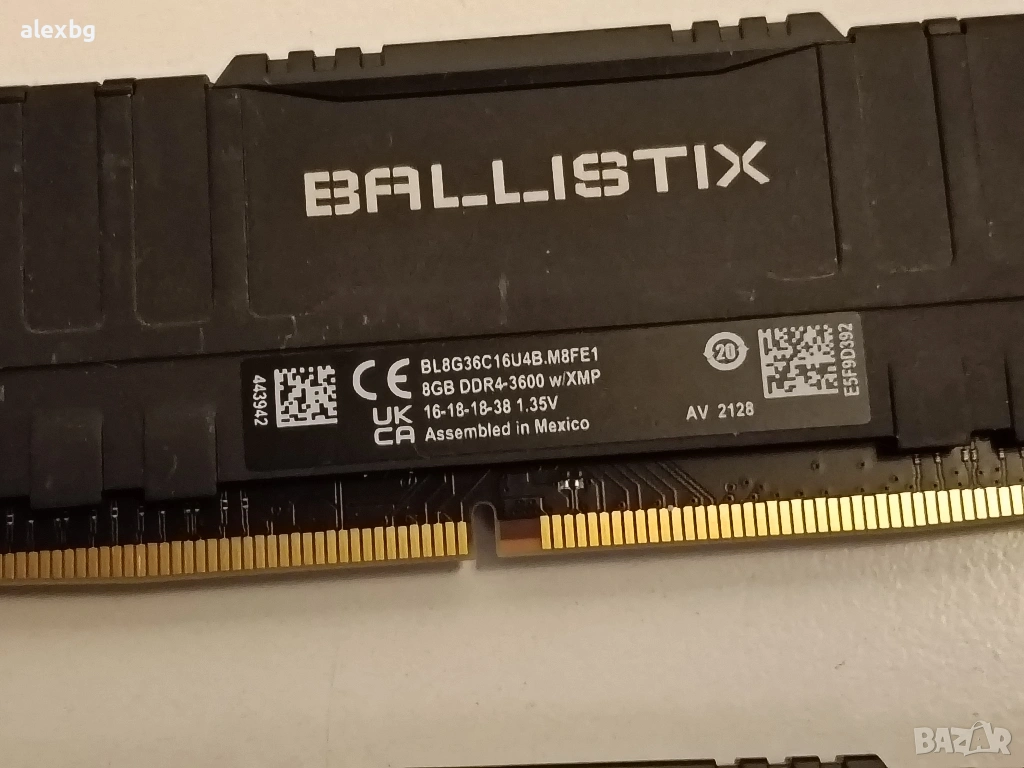 alexbg
BALLISTIX
443942
CE
UK
CA
BL8G36C16U4B.M8FE1
8GB DDR4-3600 w/XMP
16-18-18-38 1.35V
Assembled in Mexico
20
AV 2128
E5F9D392
BAZAR